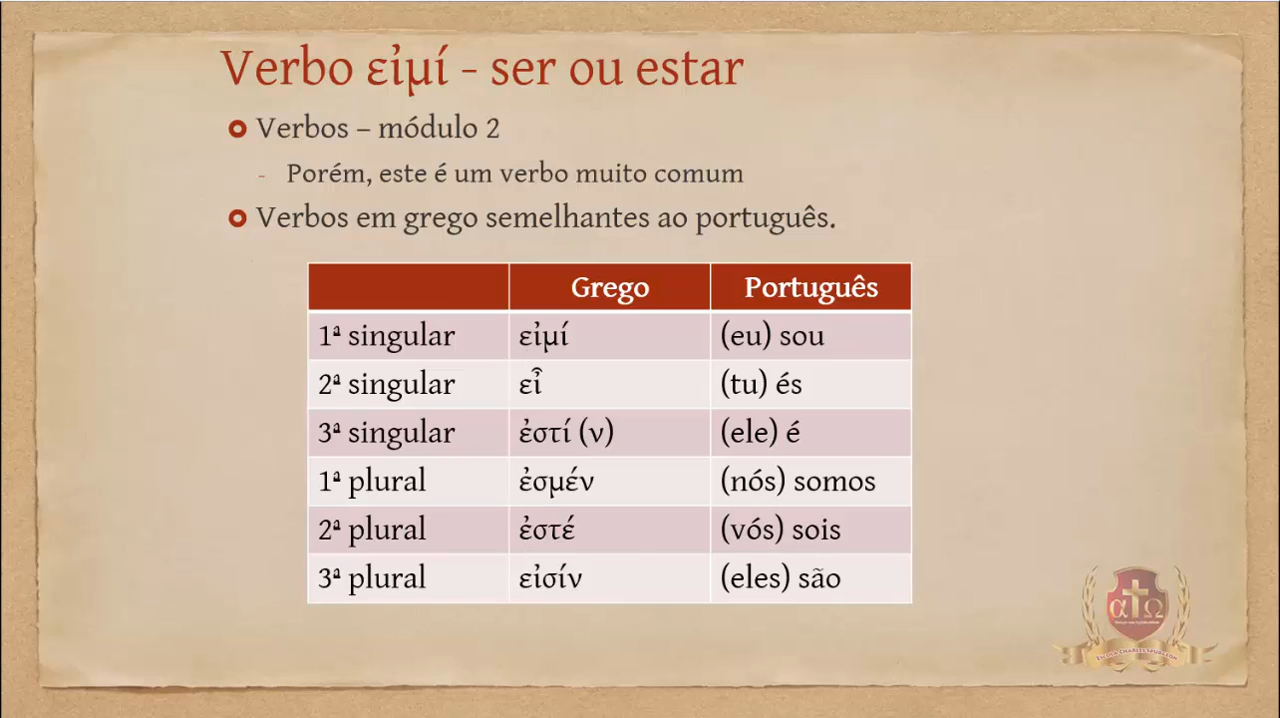 Verbo εἰμί - ser ou estar
Verbos – módulo 2
- Porém, este é um verbo muito comum
Verbos em grego semelhantes ao português.
Grego Português
1ª singular εἰμί (eu) sou
2ª singular εἶ (tu) és
3ª singular ἐστί (ν) (ele) é
1ª plural ἐσμέν (nós) somos
2ª plural ἐστέ (vós) sois
3ª plural εἰσίν (eles) são
α Ω